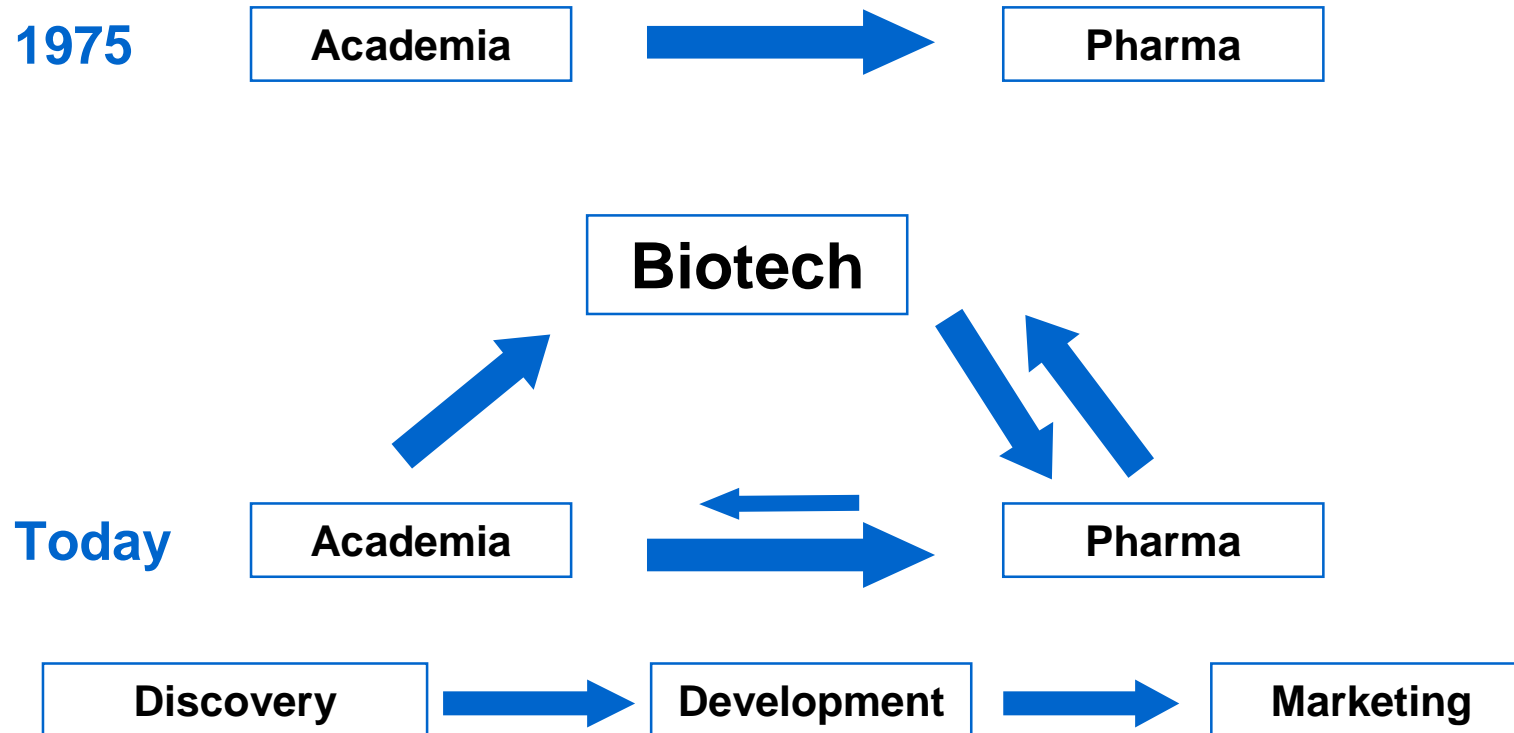 1975 Academia Pharma
Biotech
Today Academia Pharma
Discovery Development Marketing